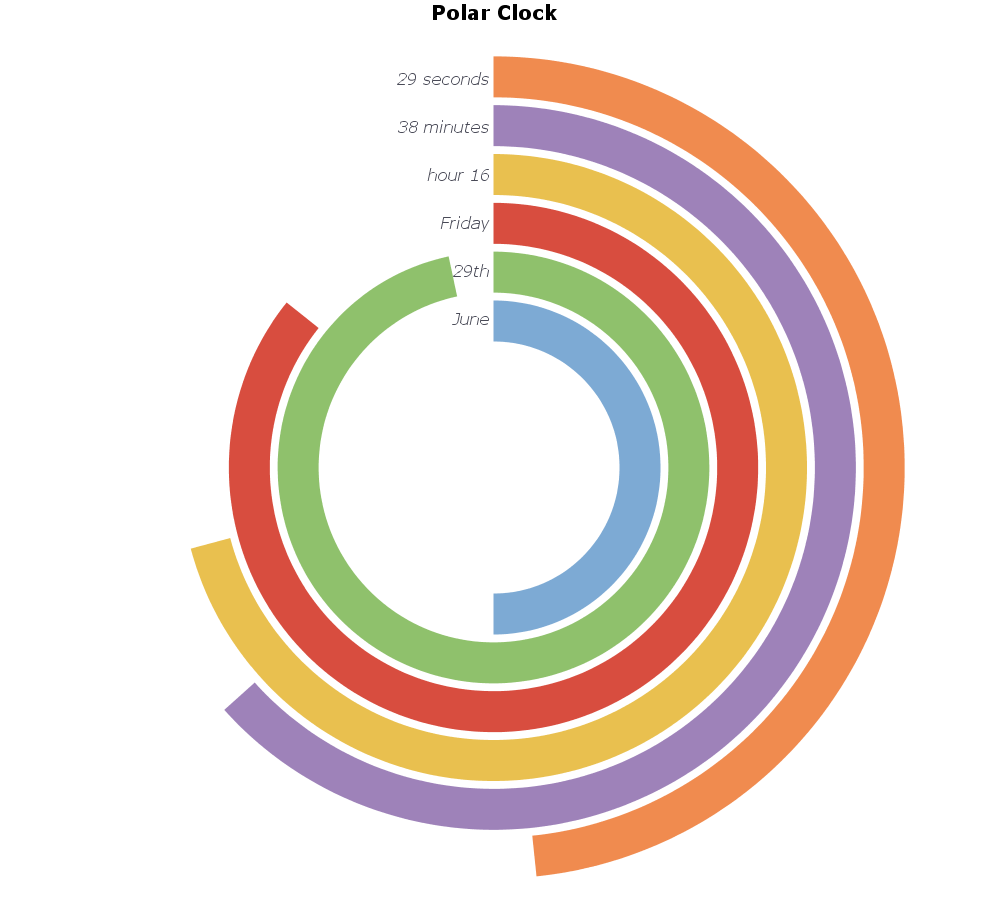 Polar Clock
29 seconds
38 minutes
hour 16
Friday
29th
June